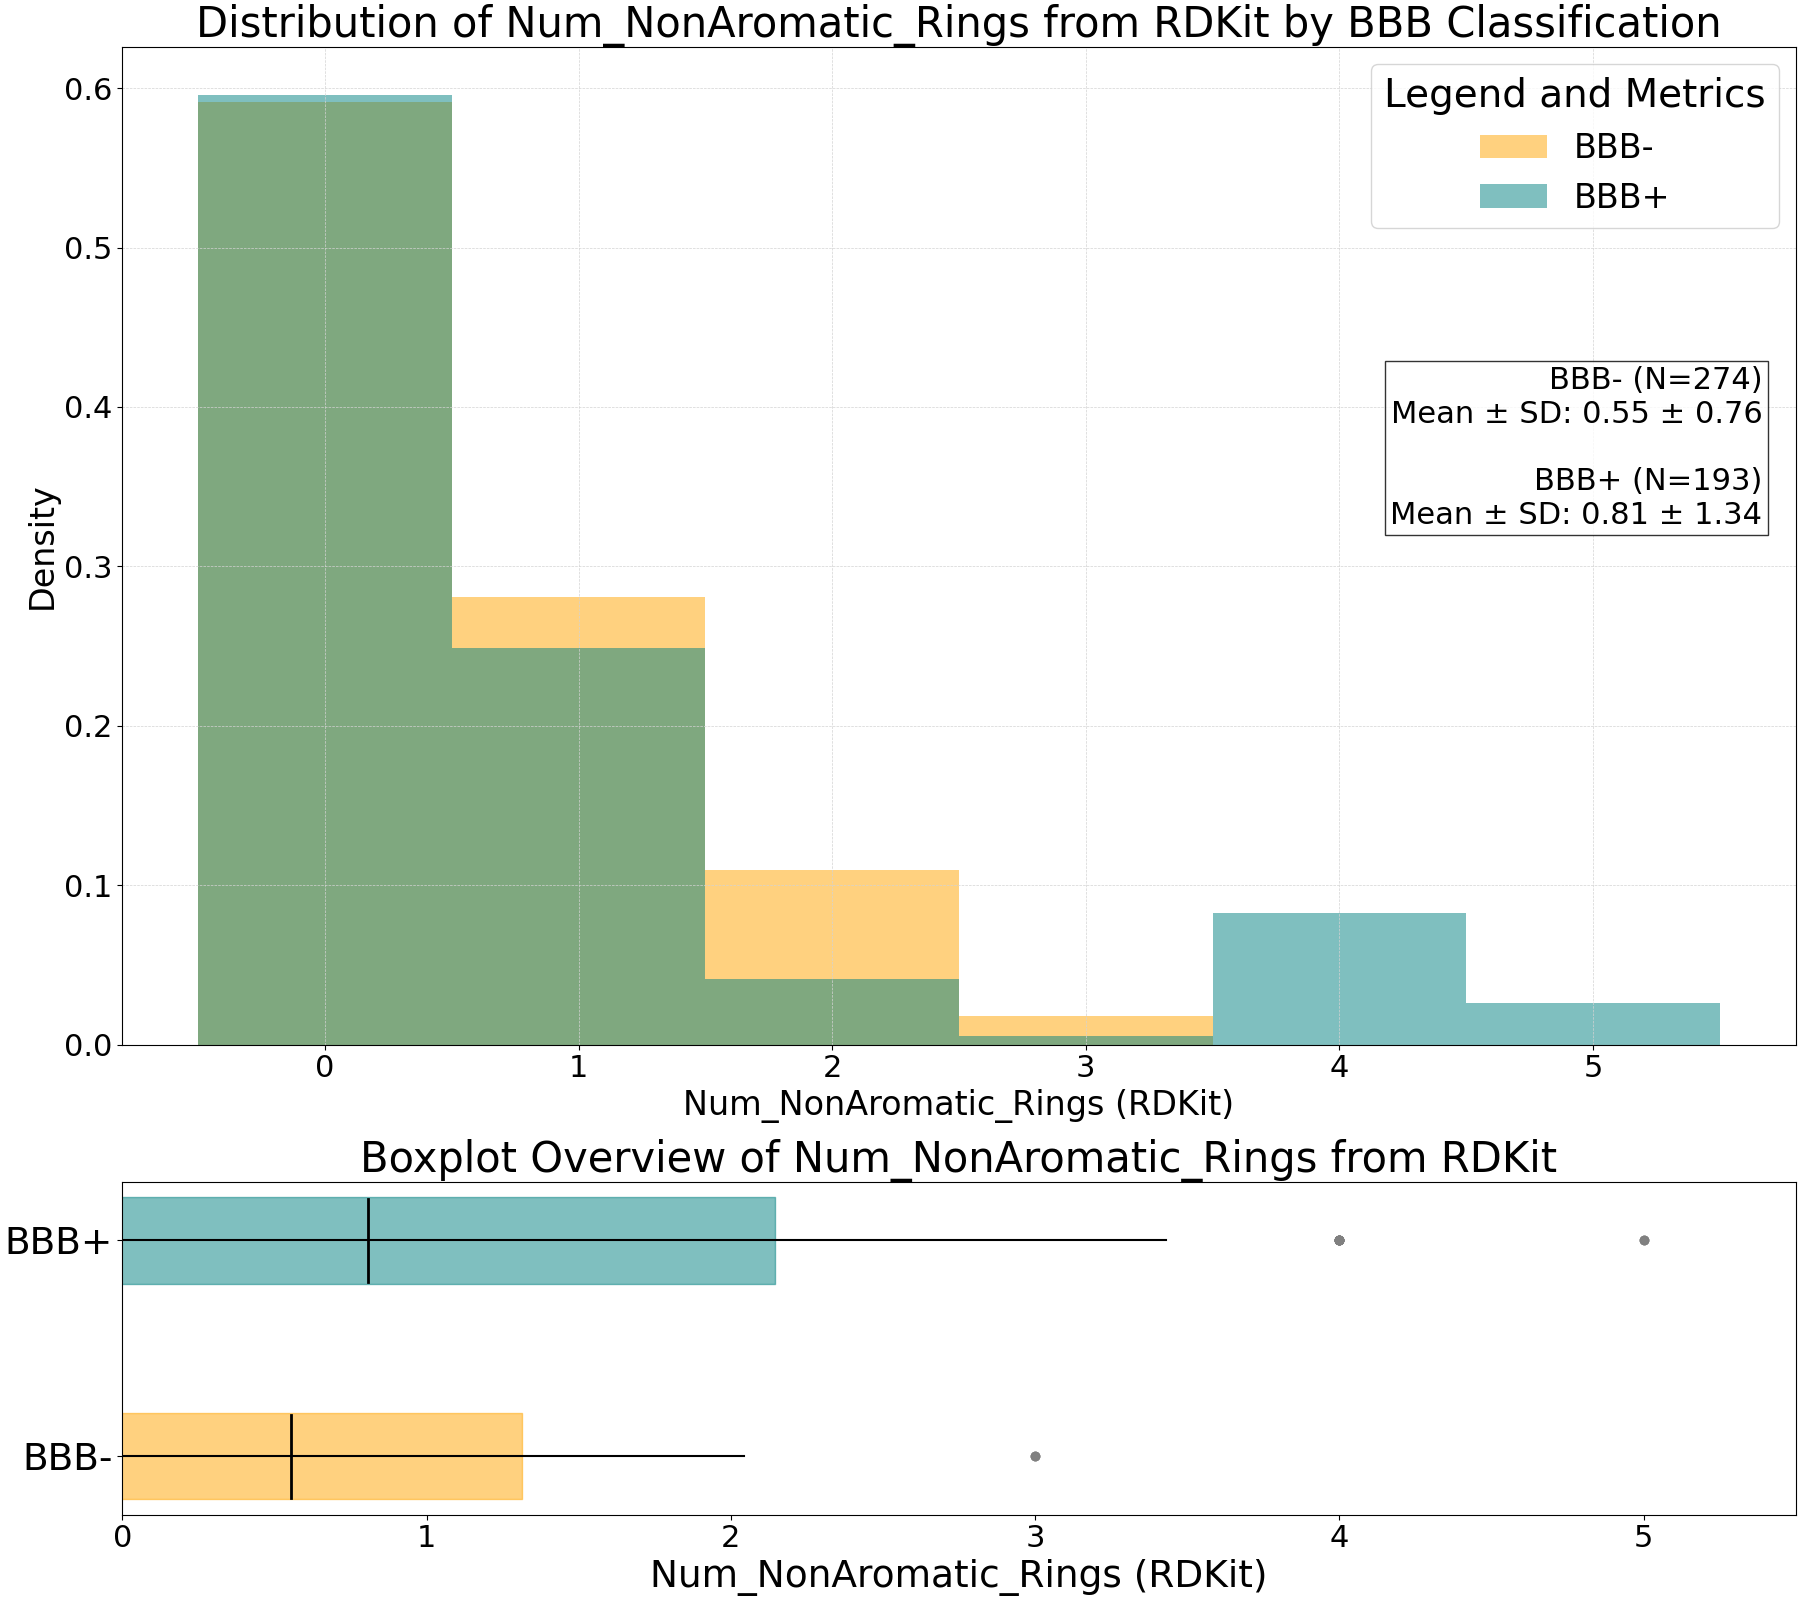 Distribution of Num_NonAromatic_Rings from RDKit by BBB Classification
Legend and Metrics
BBB-
BBB+
BBB- (N=274)
Mean ± SD: 0.55 ± 0.76
BBB+ (N=193)
Mean ± SD: 0.81 ± 1.34
Density
0.6
0.5
0.4
0.3
0.2
0.1
0.0
0 1 2 3 4 5
Num_NonAromatic_Rings (RDKit)
Boxplot Overview of Num_NonAromatic_Rings from RDKit
BBB+
BBB-
0 1 2 3 4 5
Num_NonAromatic_Rings (RDKit)